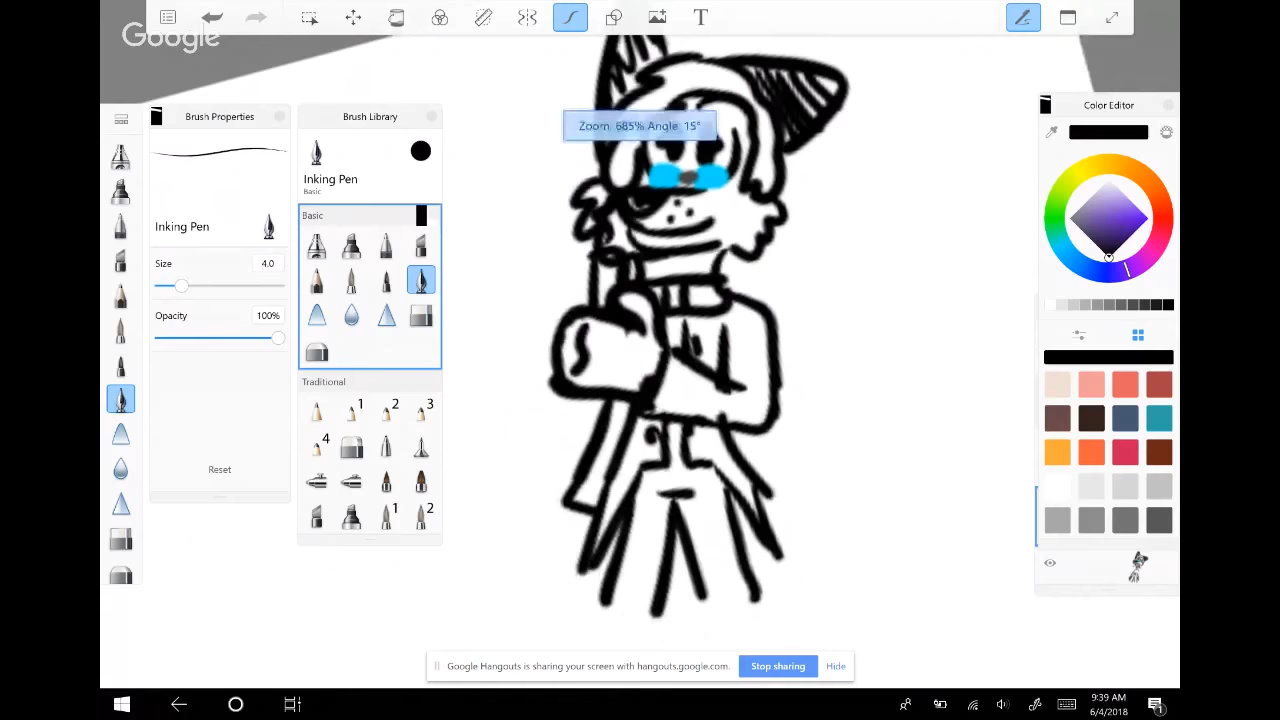 Google
T
Zoom: 685% Angle 15°
Brush Properties
Inking Pen
Size
4.0
Opacity
100%
Reset
Brush Library
Inking Pen
Basic
Basic
Traditional
1
2
3
4
1
2
Color Editor
Google Hangouts is sharing your screen with hangouts.google.com.
Stop sharing
Hide
9:39 AM
6/4/2018
1